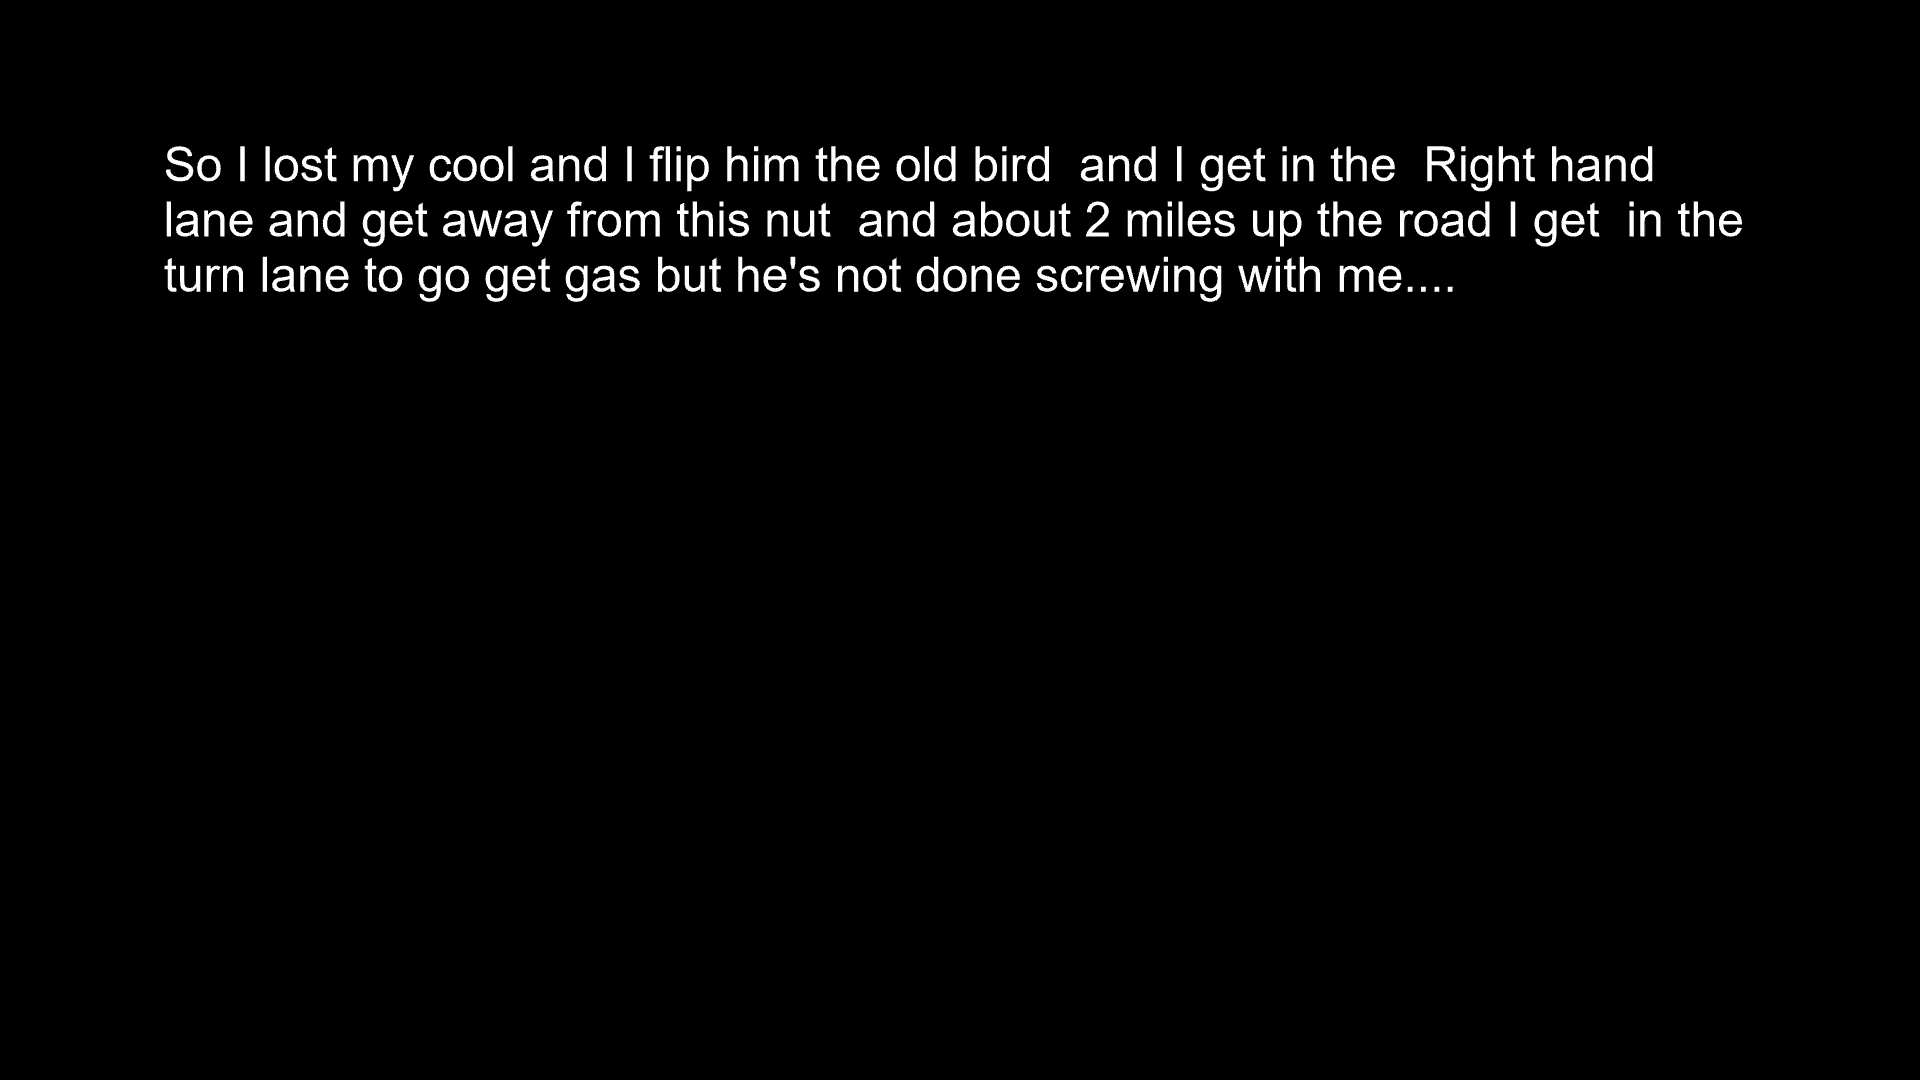 So I lost my cool and I flip him the old bird  and I get in the  Right hand
lane and get away from this nut  and about 2 miles up the road I get  in the
turn lane to go get gas but he's not done screwing with me....